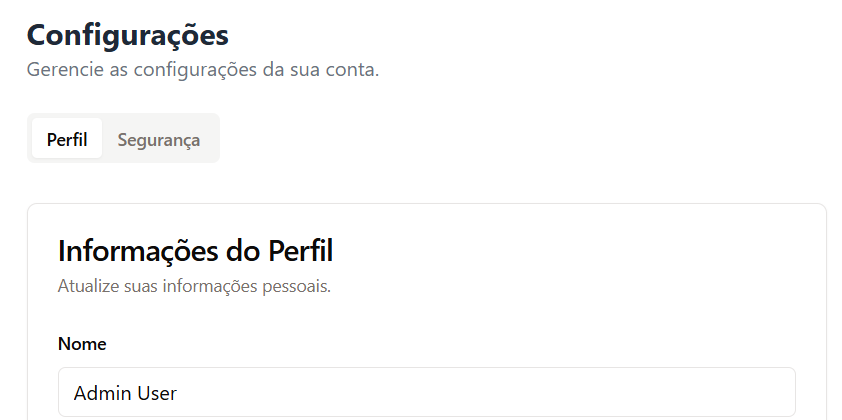 Configurações
Gerencie as configurações da sua conta.
Perfil Segurança
Informações do Perfil
Atualize suas informações pessoais.
Nome
Admin User